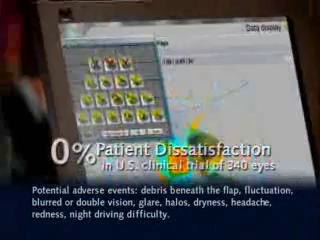 Data display
0% Patient Dissatisfaction
in U.S. clinical trial of 340 eyes
Potential adverse events: debris beneath the flap, fluctuation,
blurred or double vision, glare, halos, dryness, headache,
redness, night driving difficulty.